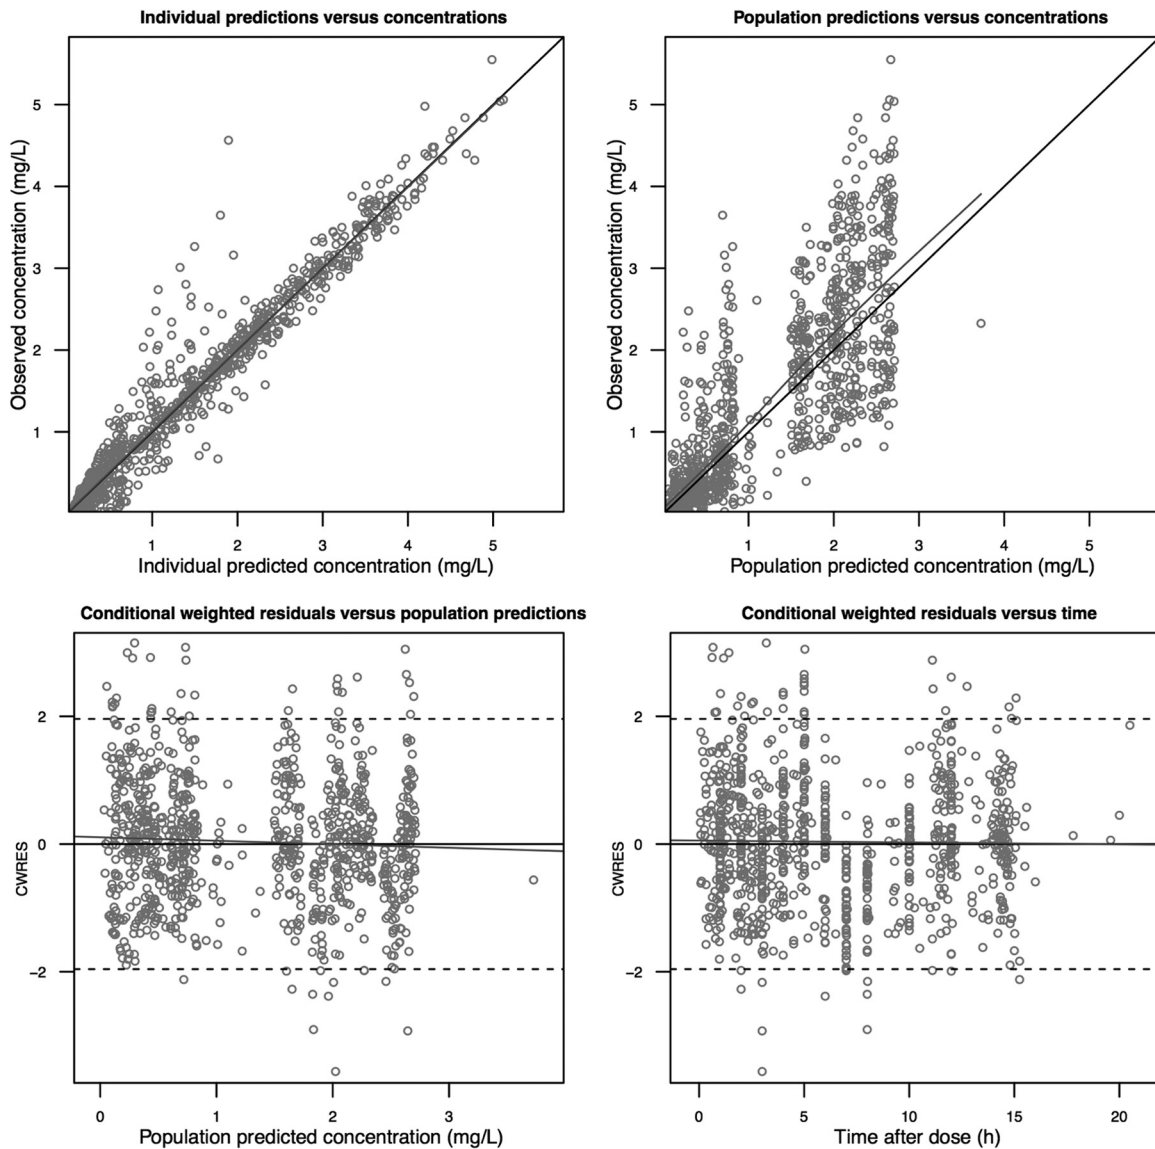 Individual predictions versus concentrations
Observed concentration (mg/L)
5
4
3
2
1
1 2 3 4 5
Individual predicted concentration (mg/L)
Population predictions versus concentrations
Observed concentration (mg/L)
5
4
3
2
1
1 2 3 4 5
Population predicted concentration (mg/L)
Conditional weighted residuals versus population predictions
CWRES
2
0
−2
0 1 2 3
Population predicted concentration (mg/L)
Conditional weighted residuals versus time
CWRES
2
0
−2
0 5 10 15 20
Time after dose (h)